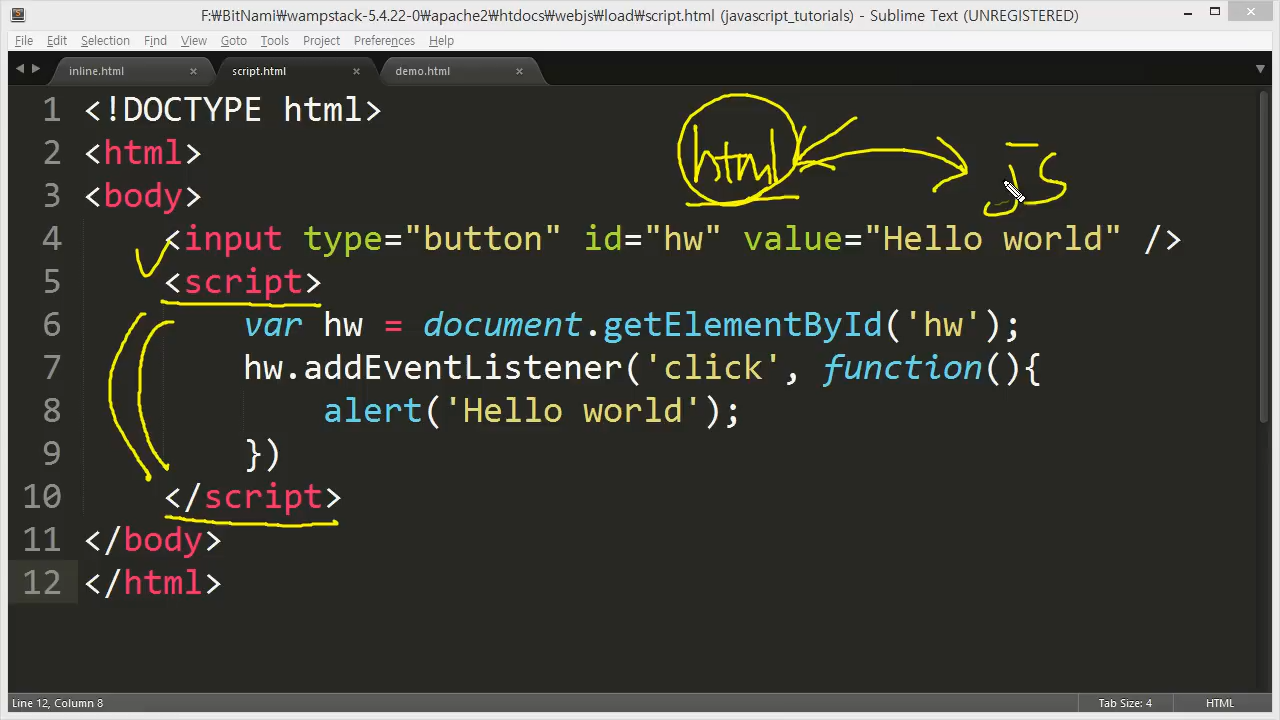 F:₩BitNami₩wampstack-5.4.22-0₩apache2₩htdocs₩webjs₩load₩script.html (javascript_tutorials) - Sublime Text (UNREGISTERED)
File Edit Selection Find View Goto Tools Project Preferences Help
inline.html × script.html × demo.html ×
1 <!DOCTYPE html>
2 <html>
3 <body>
4 <input type="button" id="hw" value="Hello world" />
5 <script>
6 var hw = document.getElementById('hw');
7 hw.addEventListener('click', function(){
8 alert('Hello world');
9 })
10 </script>
11 </body>
12 </html>
html
JS
Line 12, Column 8 Tab Size: 4 HTML